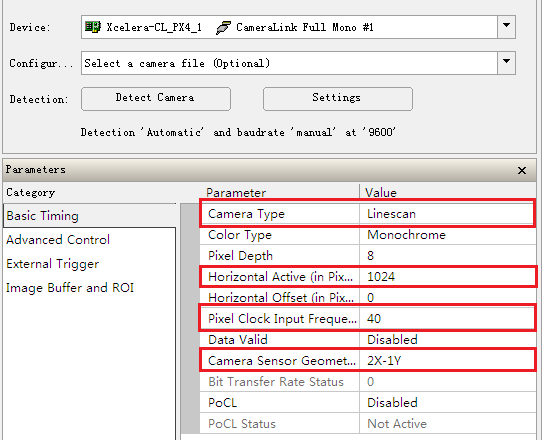 Device: Xcelera-CL_PX4_1 CameraLink Full Mono #1
Configur... Select a camera file (Optional)
Detection: Detect Camera Settings
Detection 'Automatic' and baudrate 'manual' at '9600'
Parameters
Category Parameter Value
Basic Timing Camera Type Linescan
Color Type Monochrome
Advanced Control Pixel Depth 8
External Trigger Horizontal Active (in Pix... 1024
Image Buffer and ROI Horizontal Offset (in Pix... 0
Pixel Clock Input Freque... 40
Data Valid Disabled
Camera Sensor Geomet... 2X-1Y
Bit Transfer Rate Status 0
PoCL Disabled
PoCL Status Not Active